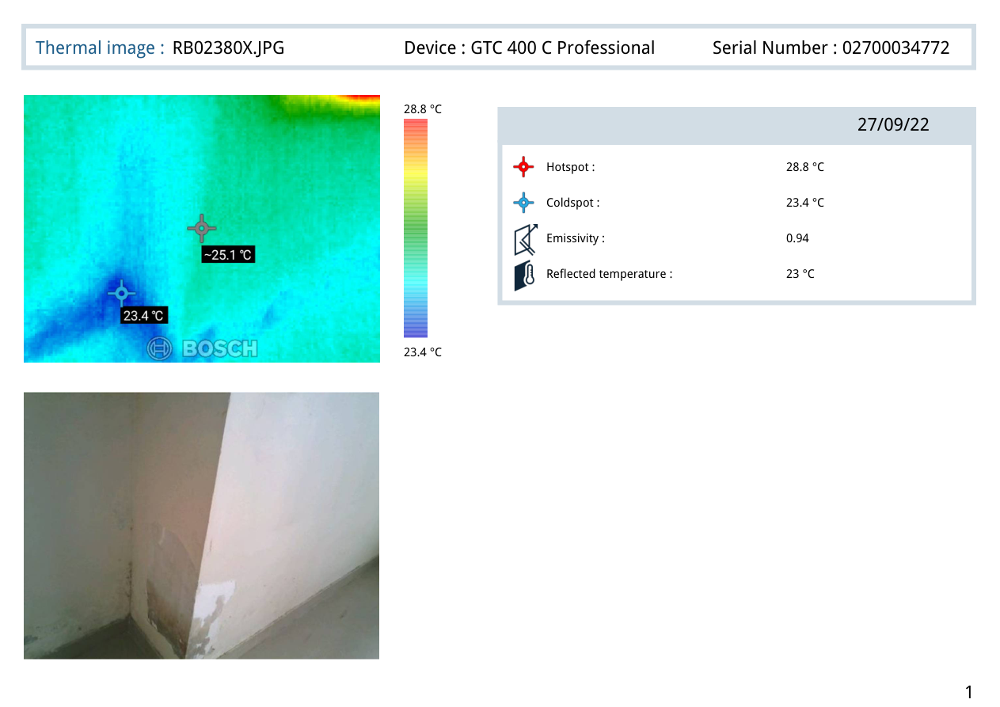 Thermal image : RB02380X.JPG Device : GTC 400 C Professional Serial Number : 02700034772
28.8 °C
27/09/22
Hotspot : 28.8 °C
Coldspot : 23.4 °C
~25.1 °C
Emissivity : 0.94
Reflected temperature : 23 °C
23.4 °C
BOSCH
23.4 °C
1